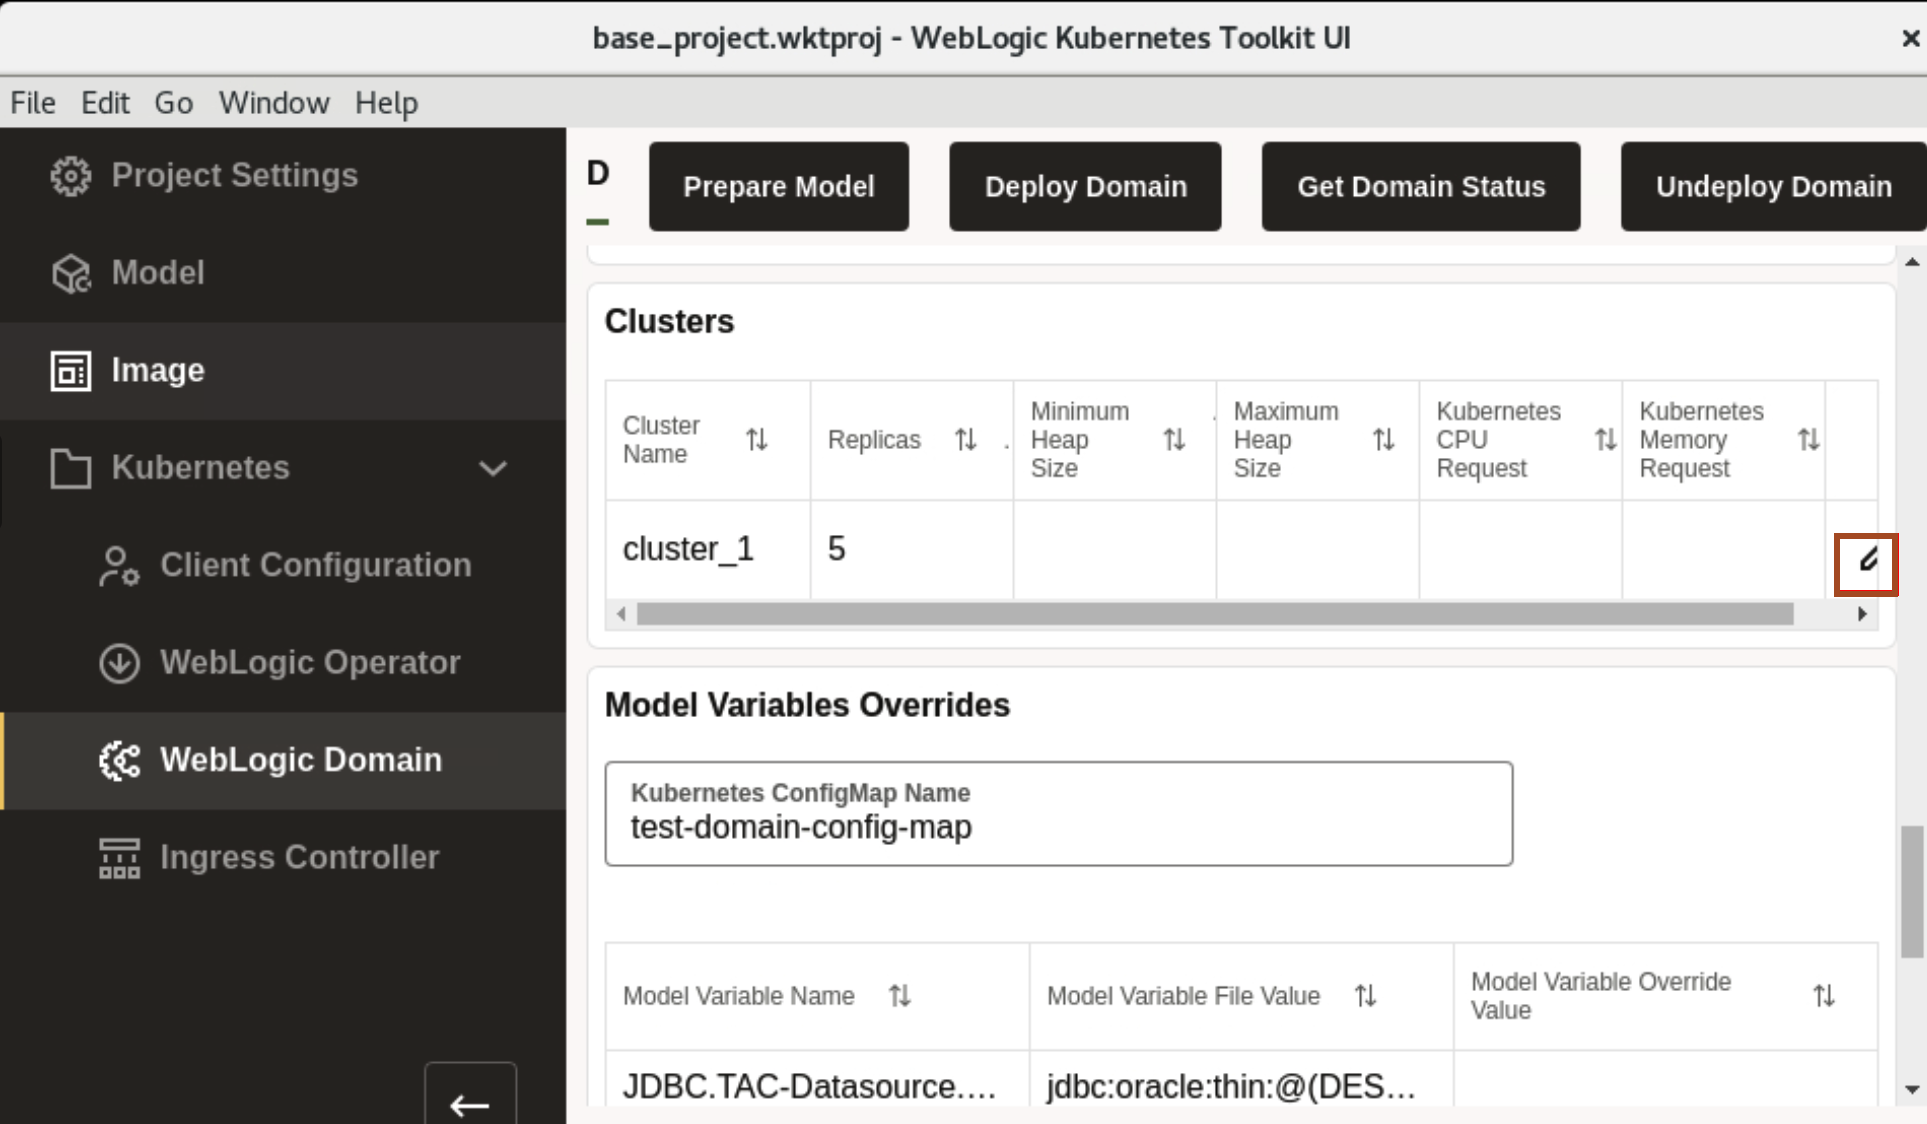 base_project.wktproj - WebLogic Kubernetes Toolkit UI
File Edit Go Window Help
Project Settings
Model
Image
Kubernetes
Client Configuration
WebLogic Operator
WebLogic Domain
Ingress Controller
D
Prepare Model
Deploy Domain
Get Domain Status
Undeploy Domain
Clusters
Cluster
Name
Replicas
Minimum
Heap
Size
Maximum
Heap
Size
Kubernetes
CPU
Request
Kubernetes
Memory
Request
cluster_1
5
Model Variables Overrides
Kubernetes ConfigMap Name
test-domain-config-map
Model Variable Name
Model Variable File Value
Model Variable Override
Value
JDBC.TAC-Datasource....
jdbc:oracle:thin:@(DES...